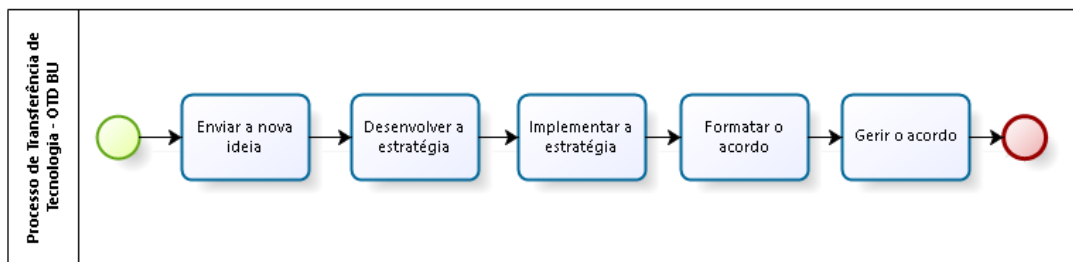 Processo de Transferência de
Tecnologia - OTD BU
Enviar a nova
ideia
Desenvolver a
estratégia
Implementar a
estratégia
Formatar o
acordo
Gerir o acordo